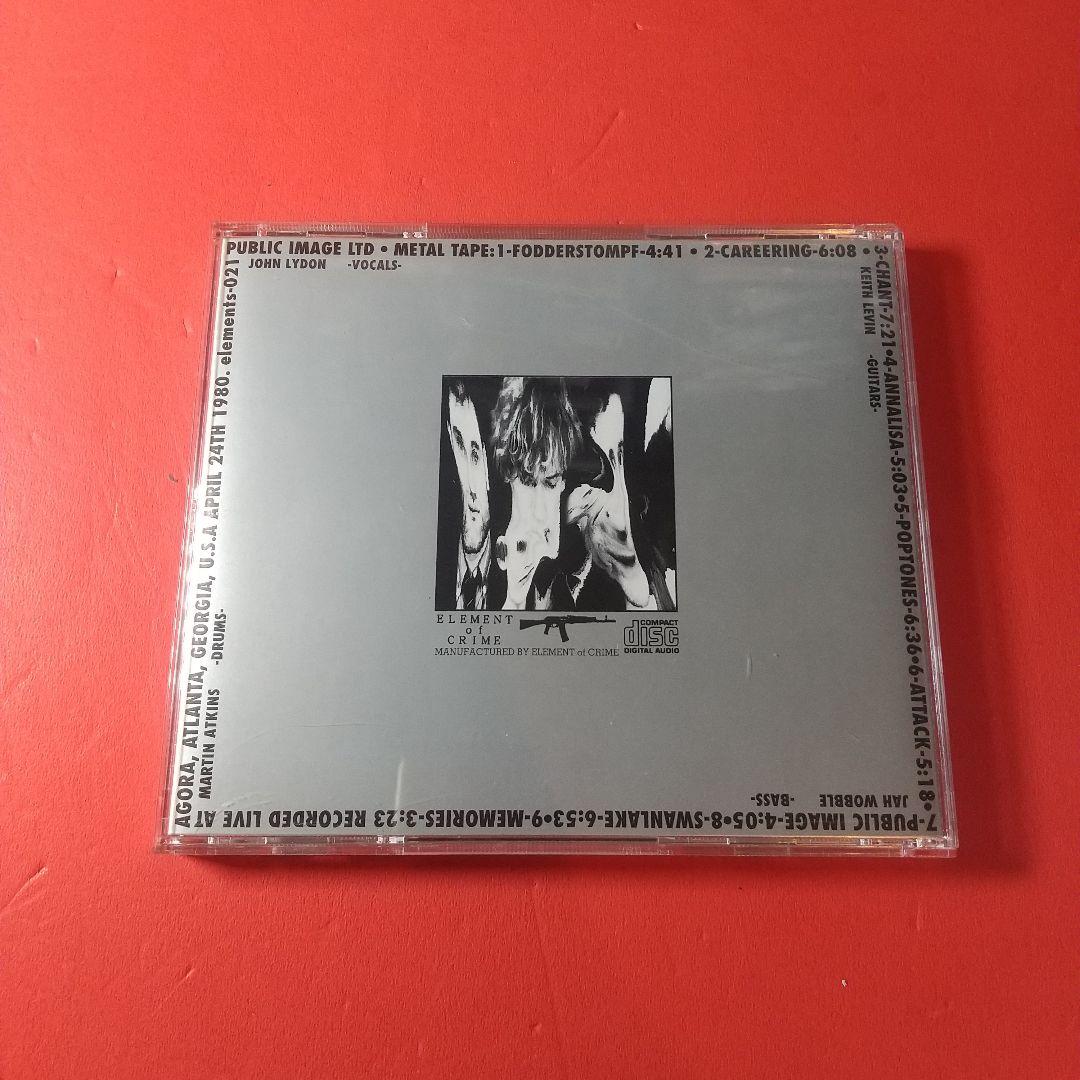 PUBLIC IMAGE LTD • METAL TAPE:1-FODDERSTOMPF-4:41 • 2-CAREERING-6:08 •
3-CHANT-7:21•4-ANNALISA-5:03•5-POPTONES-6:36•6-ATTACK-5:18•
7-PUBLIC IMAGE-4:05•8-SWANLAKE-6:53•9-MEMORIES-3:23 RECORDED LIVE AT
AGORA, ATLANTA, GEORGIA, U.S.A APRIL 24TH 1980. elements-021
JOHN LYDON -VOCALS-
KEITH LEVIN -GUITARS-
JAH WOBBLE -BASS-
MARTIN ATKINS -DRUMS-
ELEMENT
of
CRIME
MANUFACTURED BY ELEMENT of CRIME
COMPACT
disc
DIGITAL AUDIO